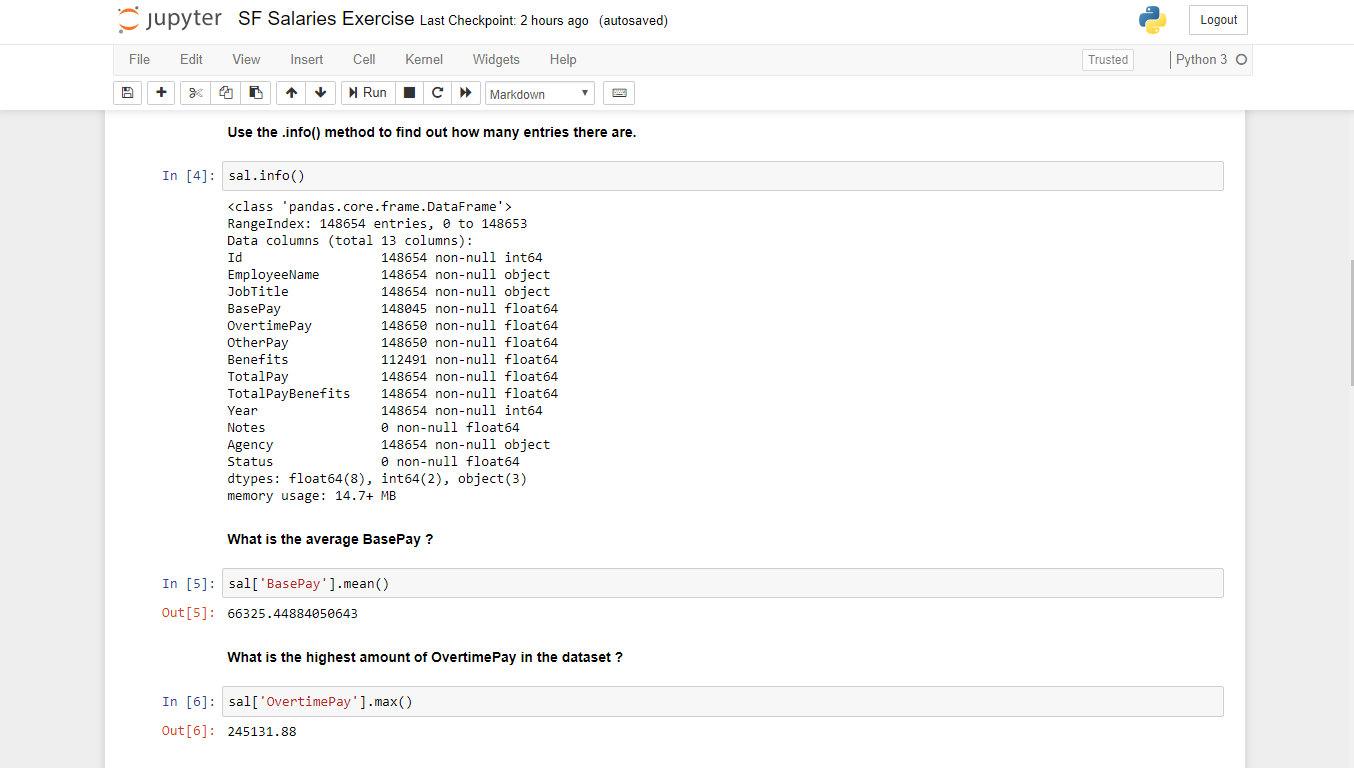 jupyter SF Salaries Exercise Last Checkpoint: 2 hours ago (autosaved)
Logout
File Edit View Insert Cell Kernel Widgets Help
Trusted
Python 3
Run
Markdown
Use the .info() method to find out how many entries there are.
In [4]: sal.info()
<class 'pandas.core.frame.DataFrame'>
RangeIndex: 148654 entries, 0 to 148653
Data columns (total 13 columns):
Id                  148654 non-null int64
EmployeeName        148654 non-null object
JobTitle            148654 non-null object
BasePay             148045 non-null float64
OvertimePay         148650 non-null float64
OtherPay            148650 non-null float64
Benefits            112491 non-null float64
TotalPay            148654 non-null float64
TotalPayBenefits    148654 non-null float64
Year                148654 non-null int64
Notes               0 non-null float64
Agency              148654 non-null object
Status              0 non-null float64
dtypes: float64(8), int64(2), object(3)
memory usage: 14.7+ MB
What is the average BasePay ?
In [5]: sal['BasePay'].mean()
Out[5]: 66325.44884050643
What is the highest amount of OvertimePay in the dataset ?
In [6]: sal['OvertimePay'].max()
Out[6]: 245131.88